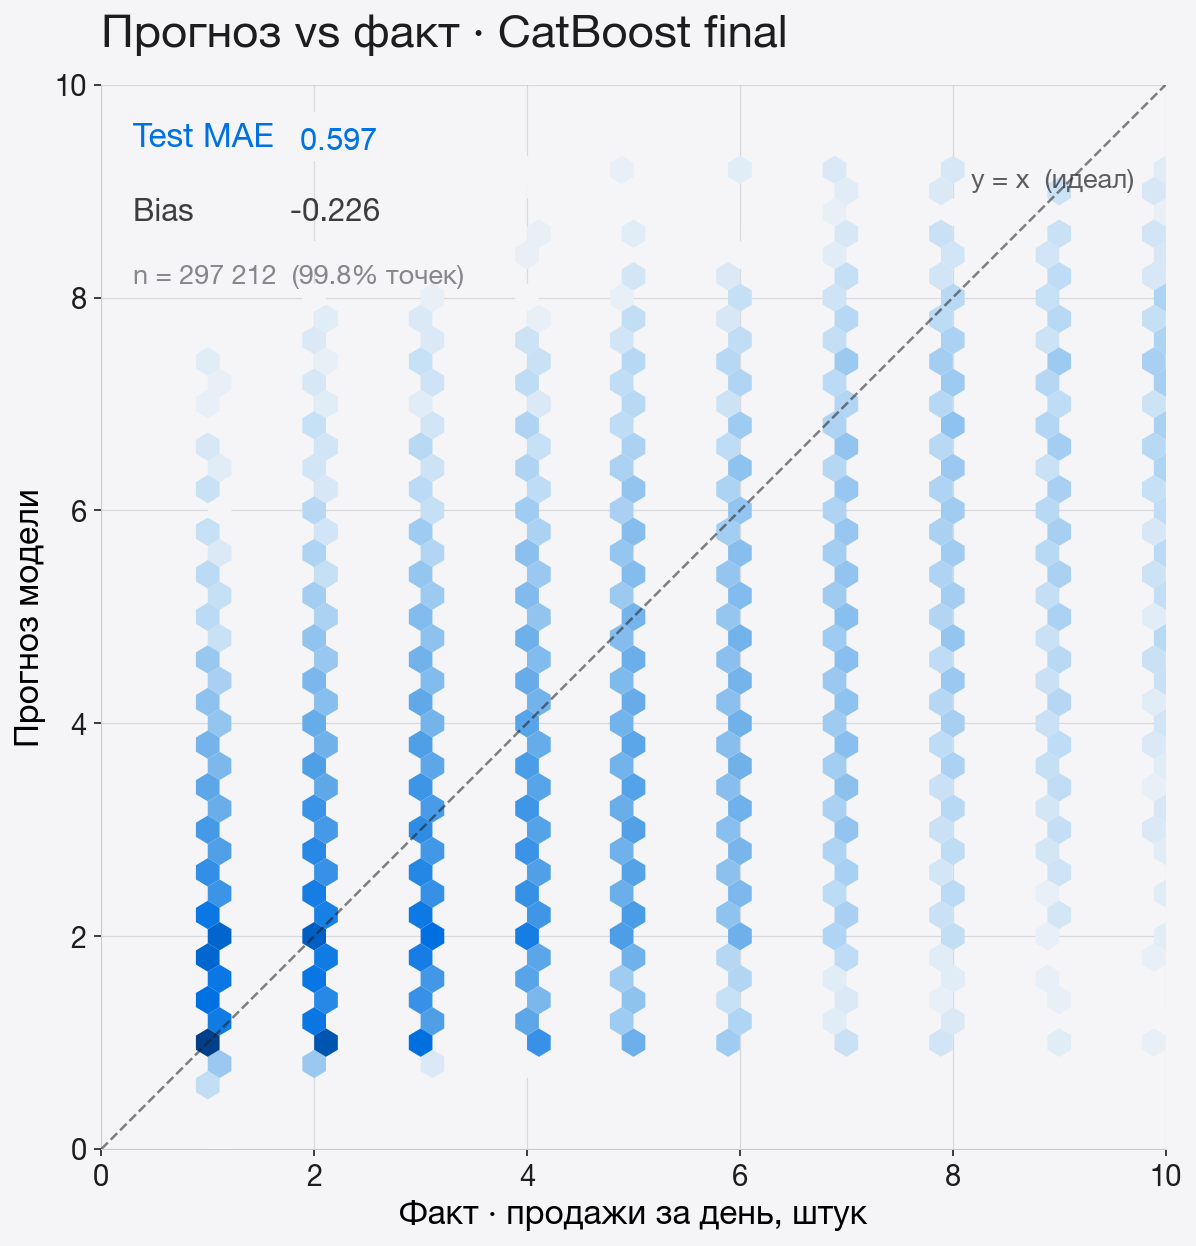 Прогноз vs факт · CatBoost final
10
Test MAE 0.597
y = x (идеал)
Bias -0.226
n = 297 212 (99.8% точек)
8
6
Прогноз модели
4
2
0
0 2 4 6 8 10
Факт · продажи за день, штук